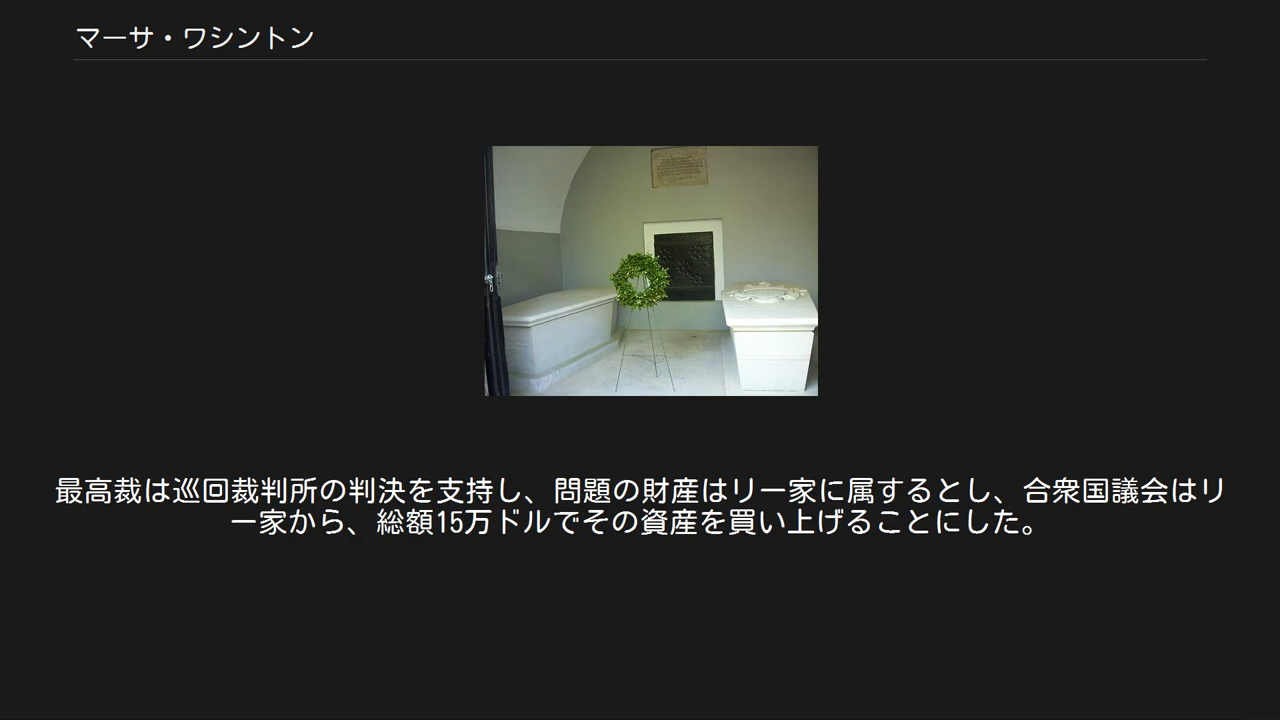 マーサ・ワシントン
最高裁は巡回裁判所の判決を支持し、問題の財産はリー家に属するとし、合衆国議会はリ
ー家から、総額15万ドルでその資産を買い上げることにした。